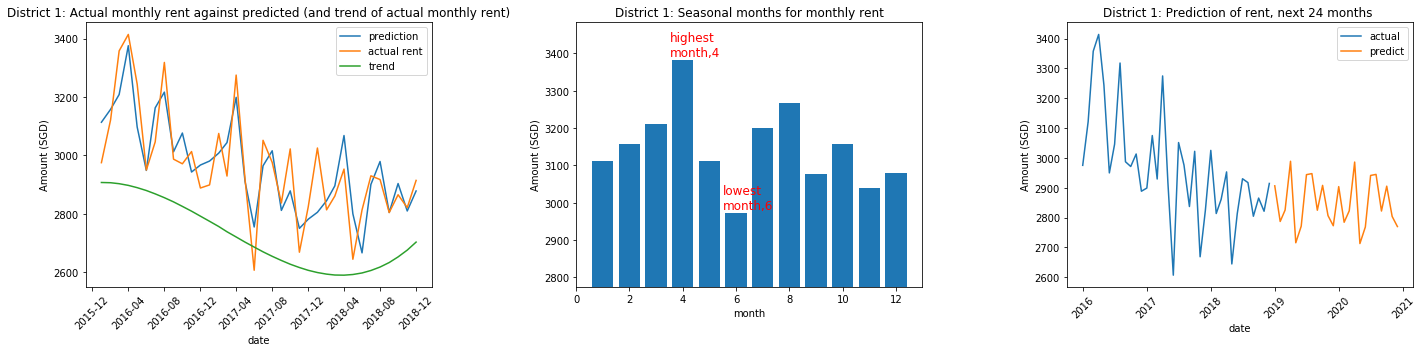 District 1: Actual monthly rent against predicted (and trend of actual monthly rent)
3400
3200
3000
2800
2600
Amount (SGD)
prediction
actual rent
trend
2015-12
2016-04
2016-08
2016-12
2017-04
2017-08
2017-12
2018-04
2018-08
2018-12
date
District 1: Seasonal months for monthly rent
3400
3300
3200
3100
3000
2900
2800
Amount (SGD)
highest
month,4
lowest
month,6
0
2
4
6
8
10
12
month
District 1: Prediction of rent, next 24 months
3400
3300
3200
3100
3000
2900
2800
2700
2600
Amount (SGD)
actual
predict
2016
2017
2018
2019
2020
2021
date